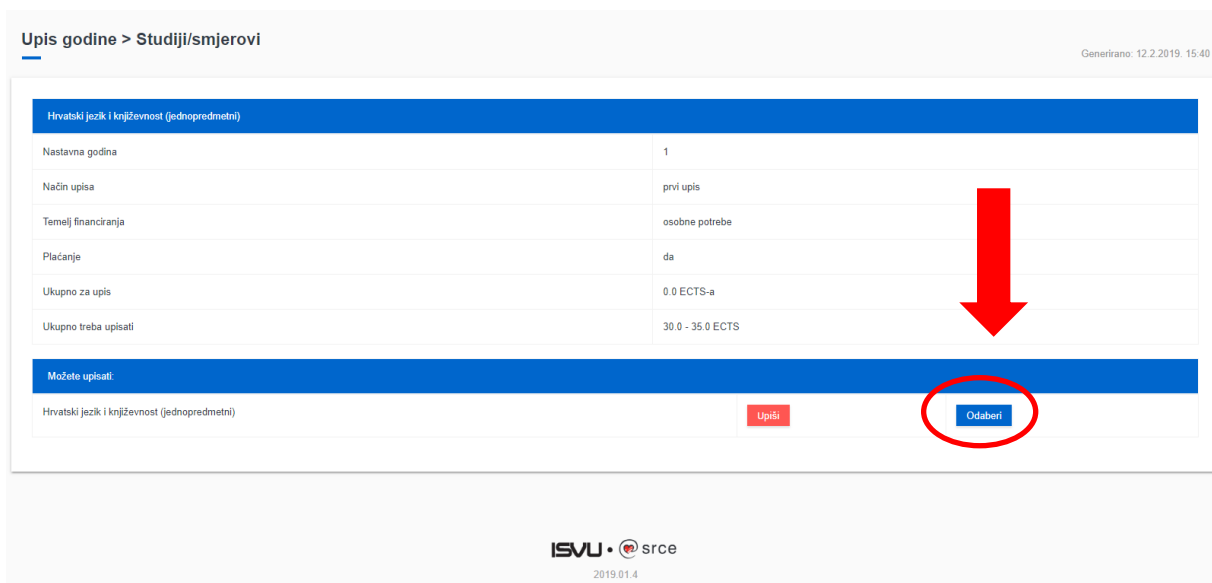 Upis godine > Studiji/smjerovi
Generirano: 12.2.2019. 15:40
Hrvatski jezik i književnost (jednopredmetni)
Nastavna godina 1
Način upisa prvi upis
Temelj financiranja osobne potrebe
Plaćanje da
Ukupno za upis 0.0 ECTS-a
Ukupno treba upisati 30.0 - 35.0 ECTS
Možete upisati:
Hrvatski jezik i književnost (jednopredmetni) Upiši Odaberi
ISVU • srce
2019.01.4